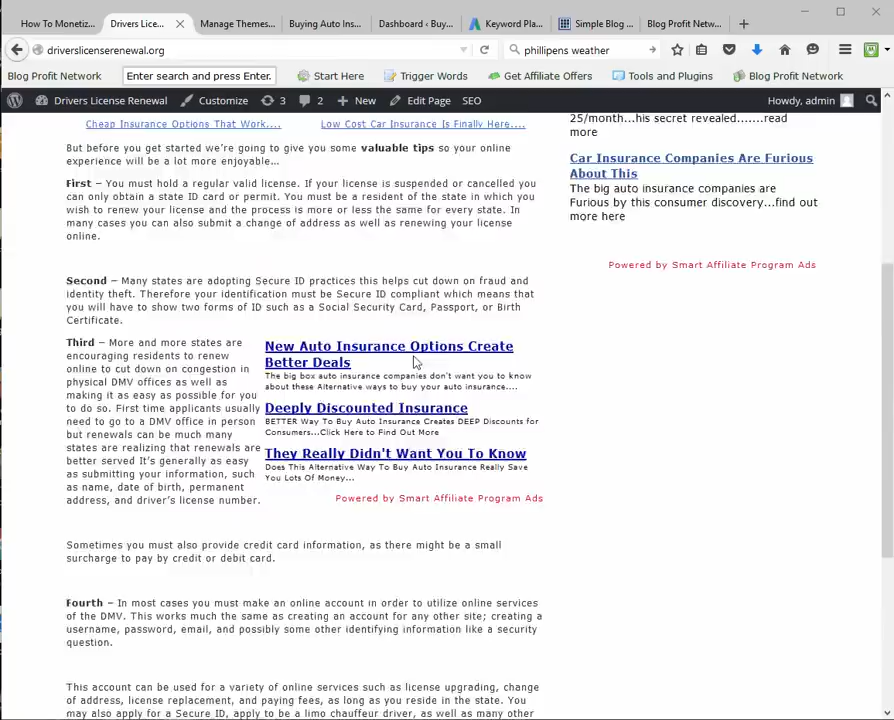 How To Monetiz...
Drivers Lice...
Manage Themes...
Buying Auto Ins...
Dashboard ‹ Buy...
Keyword Pla...
Simple Blog ...
Blog Profit Netw...
driverslicenserenewal.org
phillipens weather
Blog Profit Network
Enter search and press Enter.
Start Here
Trigger Words
Get Affiliate Offers
Tools and Plugins
Blog Profit Network
Drivers License Renewal
Customize
3
2
New
Edit Page
SEO
Howdy, admin
Cheap Insurance Options That Work....
Low Cost Car Insurance Is Finally Here....
But before you get started we're going to give you some valuable tips so your online
experience will be a lot more enjoyable...
First – You must hold a regular valid license. If your license is suspended or cancelled you
can only obtain a state ID card or permit. You must be a resident of the state in which you
wish to renew your license and the process is more or less the same for every state. In
many cases you can also submit a change of address as well as renewing your license
online.
Second – Many states are adopting Secure ID practices this helps cut down on fraud and
identity theft. Therefore your identification must be Secure ID compliant which means that
you will have to show two forms of ID such as a Social Security Card, Passport, or Birth
Certificate.
Third – More and more states are
encouraging residents to renew
online to cut down on congestion in
physical DMV offices as well as
making it as easy as possible for you
to do so. First time applicants usually
need to go to a DMV office in person
but renewals can be much many
states are realizing that renewals are
better served It's generally as easy
as submitting your information, such
as name, date of birth, permanent
address, and driver's license number.
New Auto Insurance Options Create
Better Deals
The big box auto insurance companies don't want you to know
about these Alternative ways to buy your auto insurance....
Deeply Discounted Insurance
BETTER Way To Buy Auto Insurance Creates DEEP Discounts for
Consumers...Click Here to Find Out More
They Really Didn't Want You To Know
Does This Alternative Way To Buy Auto Insurance Really Save
You Lots Of Money...
Powered by Smart Affiliate Program Ads
Sometimes you must also provide credit card information, as there might be a small
surcharge to pay by credit or debit card.
Fourth – In most cases you must make an online account in order to utilize online services
of the DMV. This works much the same as creating an account for any other site; creating a
username, password, email, and possibly some other identifying information like a security
question.
This account can be used for a variety of online services such as license upgrading, change
of address, license replacement, and paying fees, as long as you reside in the state. You
may also apply for a Secure ID, apply to be a limo chauffeur driver, as well as many other
25/month...his secret
revealed.......read
more
Car Insurance Companies Are Furious
About This
The big auto insurance companies are
Furious by this consumer discovery...find out
more here
Powered by Smart Affiliate Program Ads